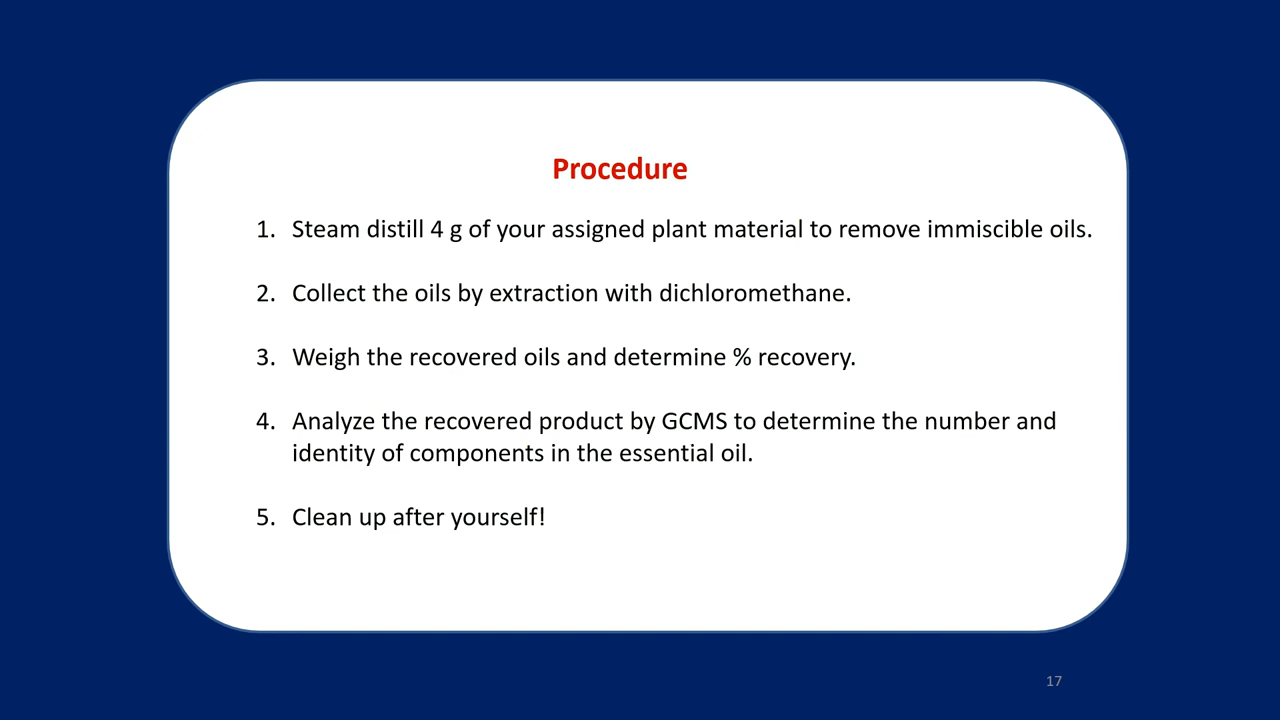 Procedure
1. Steam distill 4 g of your assigned plant material to remove immiscible oils.
2. Collect the oils by extraction with dichloromethane.
3. Weigh the recovered oils and determine % recovery.
4. Analyze the recovered product by GCMS to determine the number and
identity of components in the essential oil.
5. Clean up after yourself!
17